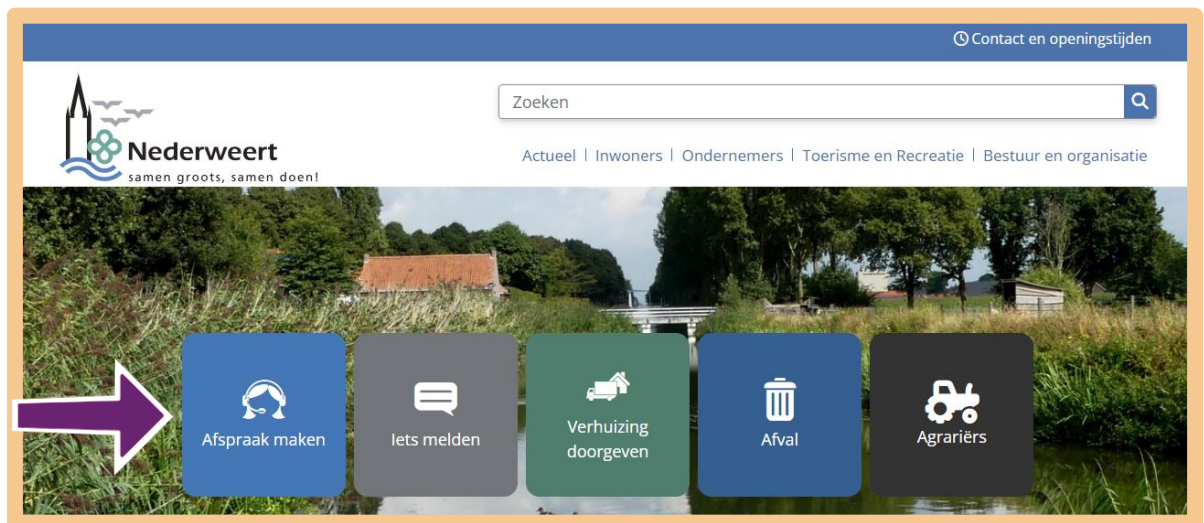 Contact en openingstijden
Zoeken
Nederweert
samen groots, samen doen!
Actueel | Inwoners | Ondernemers | Toerisme en Recreatie | Bestuur en organisatie
Afspraak maken
Iets melden
Verhuizing
doorgeven
Afval
Agrariërs